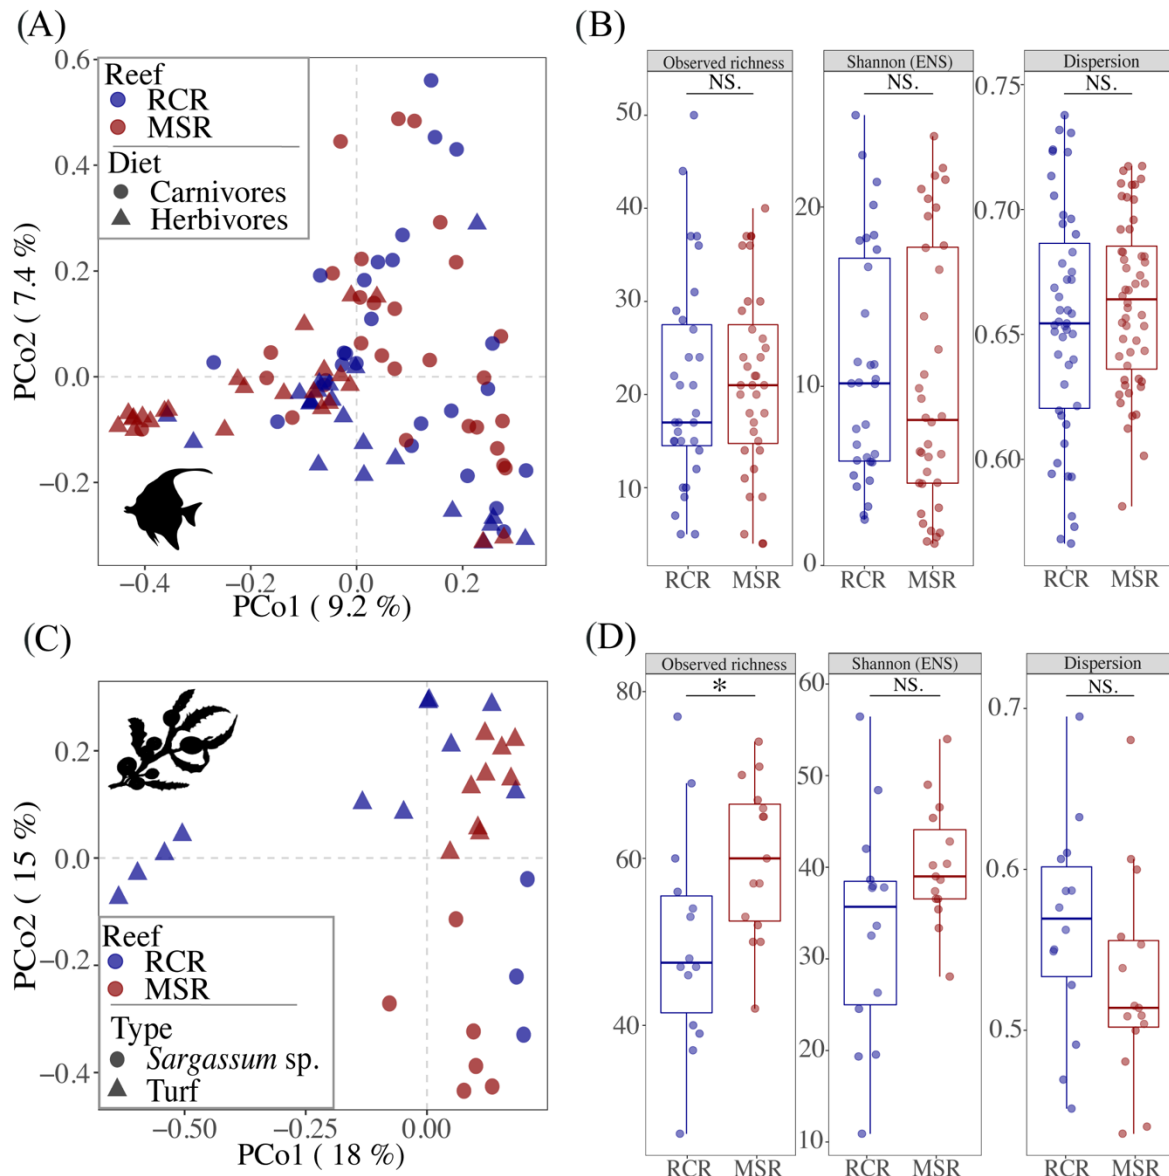 (A)
0.6
0.4
0.2
0.0
−0.2
PCo2 ( 7.4 %)
Reef
RCR
MSR
Diet
Carnivores
Herbivores
−0.4
−0.2
0.0
0.2
PCo1 ( 9.2 %)
(B)
Observed richness
NS.
50
40
30
20
10
RCR
MSR
Shannon (ENS)
NS.
20
10
0
RCR
MSR
Dispersion
NS.
0.75
0.70
0.65
0.60
RCR
MSR
(C)
0.2
0.0
−0.2
−0.4
PCo2 ( 15 %)
Reef
RCR
MSR
Type
Sargassum sp.
Turf
−0.50
−0.25
0.00
PCo1 ( 18 %)
(D)
Observed richness
*
80
60
40
RCR
MSR
Shannon (ENS)
NS.
60
50
40
30
20
10
RCR
MSR
Dispersion
NS.
0.7
0.6
0.5
RCR
MSR